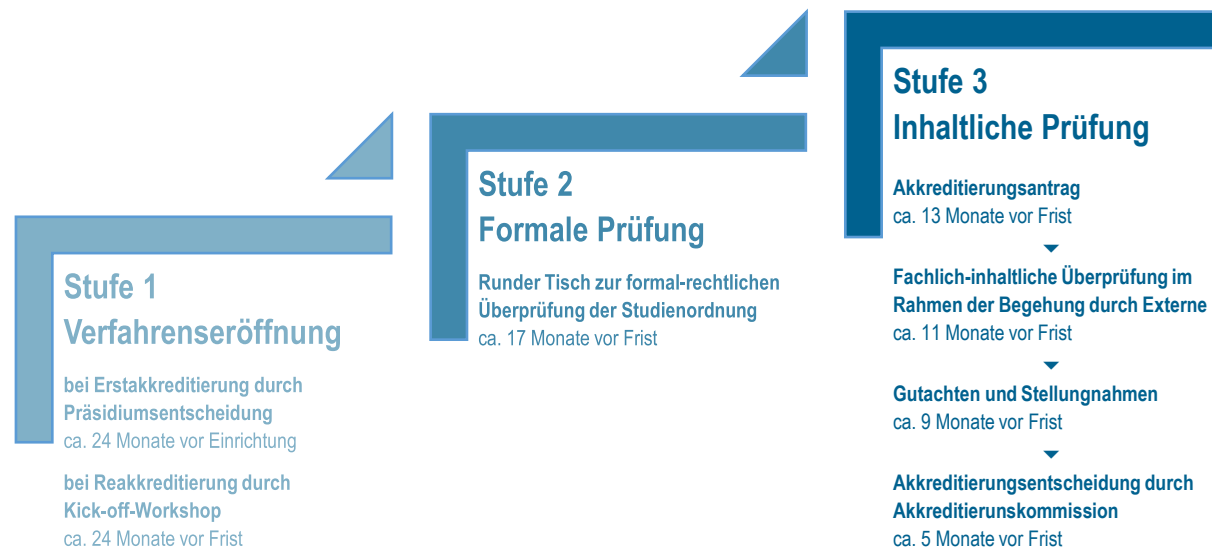 Stufe 1
Verfahrenseröffnung
bei Erstakkreditierung durch
Präsidiumsentscheidung
ca. 24 Monate vor Einrichtung
bei Reakkreditierung durch
Kick-off-Workshop
ca. 24 Monate vor Frist
Stufe 2
Formale Prüfung
Runder Tisch zur formal-rechtlichen
Überprüfung der Studienordnung
ca. 17 Monate vor Frist
Stufe 3
Inhaltliche Prüfung
Akkreditierungsantrag
ca. 13 Monate vor Frist
Fachlich-inhaltliche Überprüfung im
Rahmen der Begehung durch Externe
ca. 11 Monate vor Frist
Gutachten und Stellungnahmen
ca. 9 Monate vor Frist
Akkreditierungsentscheidung durch
Akkreditierunskommission
ca. 5 Monate vor Frist